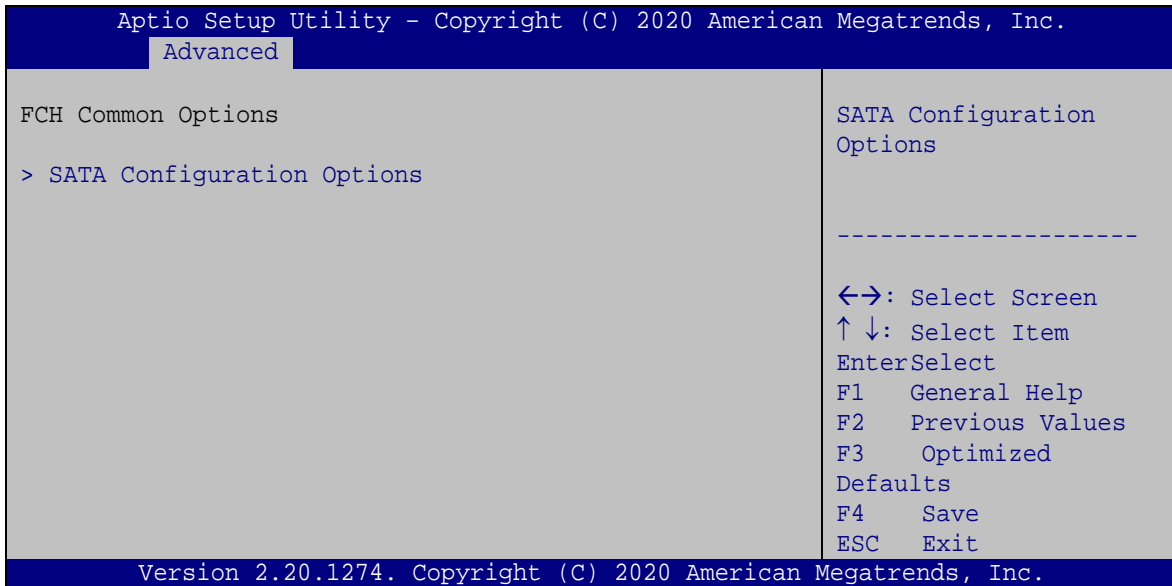 Aptio Setup Utility – Copyright (C) 2020 American Megatrends, Inc.
Advanced
FCH Common Options
> SATA Configuration Options
SATA Configuration
Options
---------------------
←→: Select Screen
↑ ↓: Select Item
EnterSelect
F1 General Help
F2 Previous Values
F3 Optimized
Defaults
F4 Save
ESC Exit
Version 2.20.1274. Copyright (C) 2020 American Megatrends, Inc.